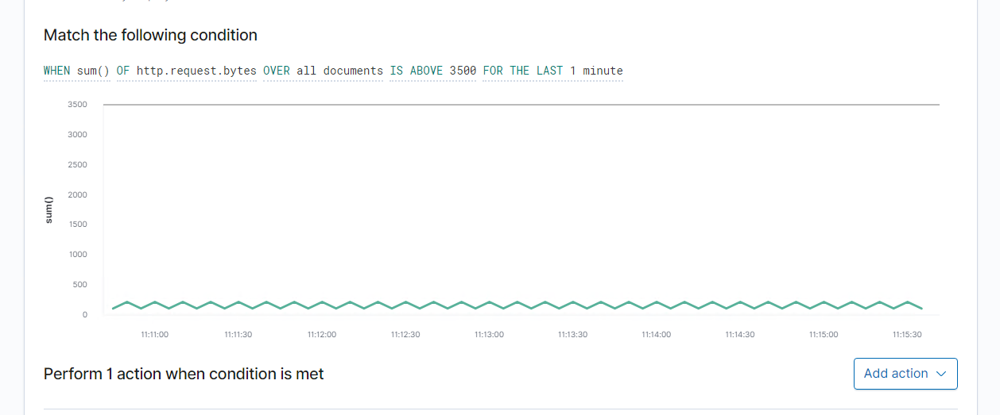 Match the following condition
WHEN sum() OF http.request.bytes OVER all documents IS ABOVE 3500 FOR THE LAST 1 minute
3500
3000
2500
2000
1500
1000
500
0
sum()
11:11:00 11:11:30 11:12:00 11:12:30 11:13:00 11:13:30 11:14:00 11:14:30 11:15:00 11:15:30
Perform 1 action when condition is met
Add action